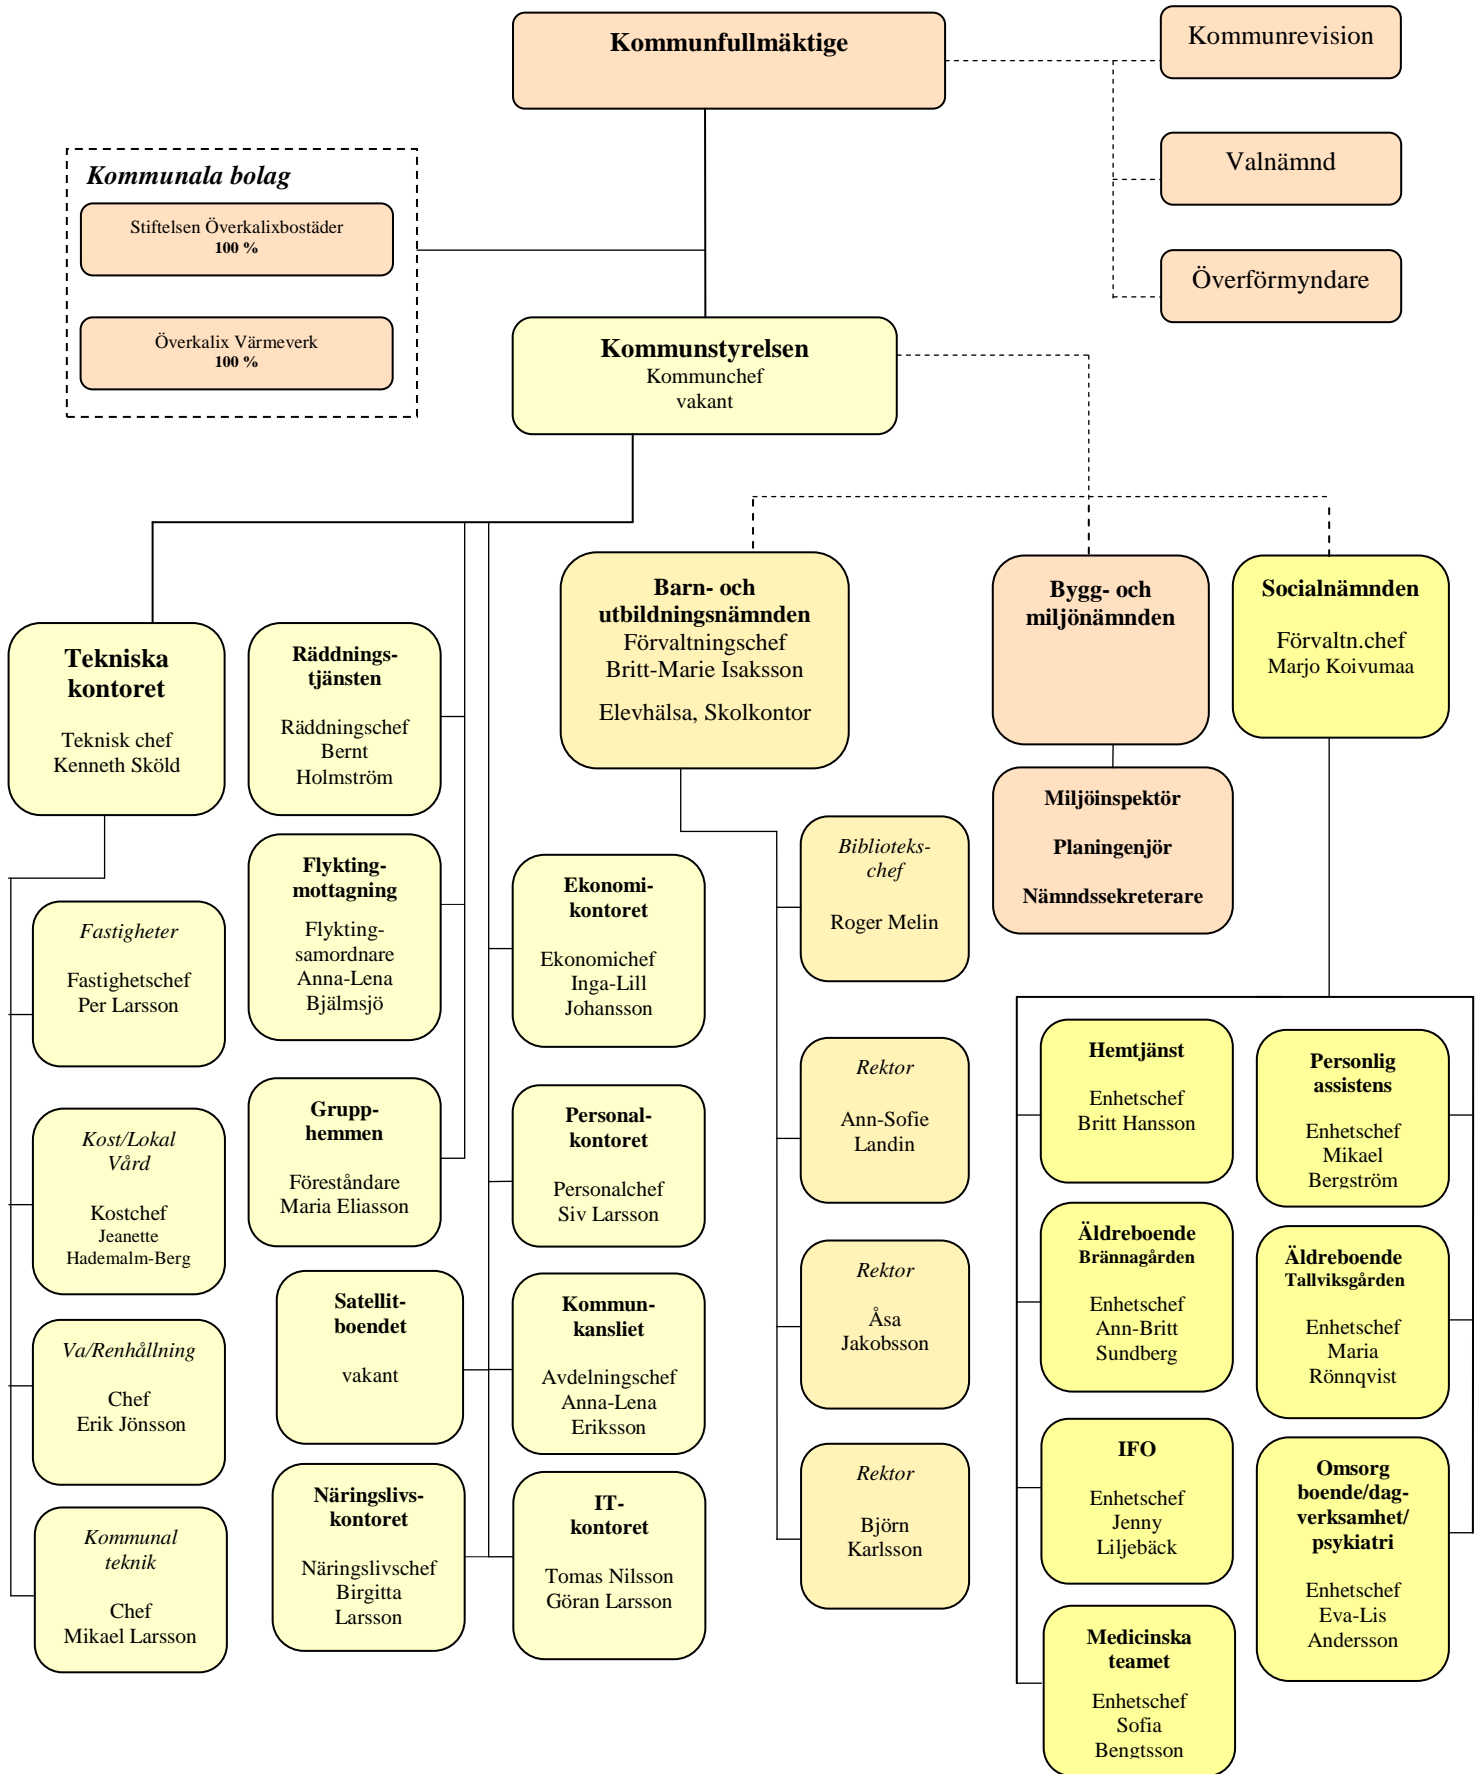 Kommunfullmäktige
Kommunrevision
Valnämnd
Överförmyndare
Kommunala bolag
Stiftelsen Överkalixbostäder
100 %
Överkalix Värmeverk
100 %
Kommunstyrelsen
Kommunchef
vakant
Tekniska
kontoret
Teknisk chef
Kenneth Sköld
Fastigheter
Fastighetschef
Per Larsson
Kost/Lokal
Vård
Kostchef
Jeanette
Hademalm-Berg
Va/Renhållning
Chef
Erik Jönsson
Kommunal
teknik
Chef
Mikael Larsson
Räddnings-
tjänsten
Räddningschef
Bernt
Holmström
Flykting-
mottagning
Flykting-
samordnare
Anna-Lena
Bjälmsjö
Grupp-
hemmen
Föreståndare
Maria Eliasson
Satellit-
boendet
vakant
Näringslivs-
kontoret
Näringslivschef
Birgitta
Larsson
Ekonomi-
kontoret
Ekonomichef
Inga-Lill
Johansson
Personal-
kontoret
Personalchef
Siv Larsson
Kommun-
kansliet
Avdelningschef
Anna-Lena
Eriksson
IT-
kontoret
Tomas Nilsson
Göran Larsson
Barn- och
utbildningsnämnden
Förvaltningschef
Britt-Marie Isaksson
Elevhälsa, Skolkontor
Biblioteks-
chef
Roger Melin
Rektor
Ann-Sofie
Landin
Rektor
Åsa
Jakobsson
Rektor
Björn
Karlsson
Bygg- och
miljönämnden
Miljöinspektör
Planingenjör
Nämndssekreterare
Socialnämnden
Förvaltn.chef
Marjo Koivumaa
Hemtjänst
Enhetschef
Britt Hansson
Äldreboende
Brännagården
Enhetschef
Ann-Britt
Sundberg
IFO
Enhetschef
Jenny
Liljebäck
Medicinska
teamet
Enhetschef
Sofia
Bengtsson
Personlig
assistens
Enhetschef
Mikael
Bergström
Äldreboende
Tallviksgården
Enhetschef
Maria
Rönnqvist
Omsorg
boende/dag-
verksamhet/
psykiatri
Enhetschef
Eva-Lis
Andersson